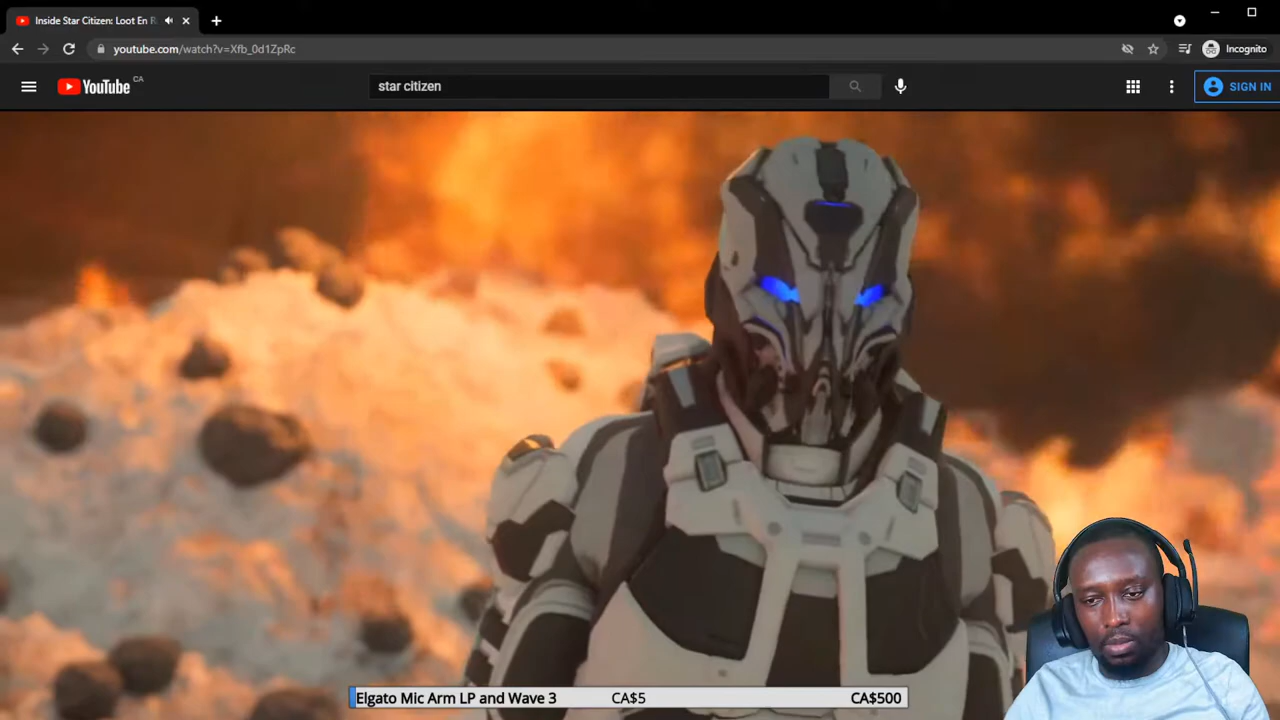 Inside Star Citizen: Loot En R
youtube.com/watch?v=Xfb_0d1ZpRc
Incognito
YouTube CA
star citizen
SIGN IN
Elgato Mic Arm LP and Wave 3 CA$5 CA$500